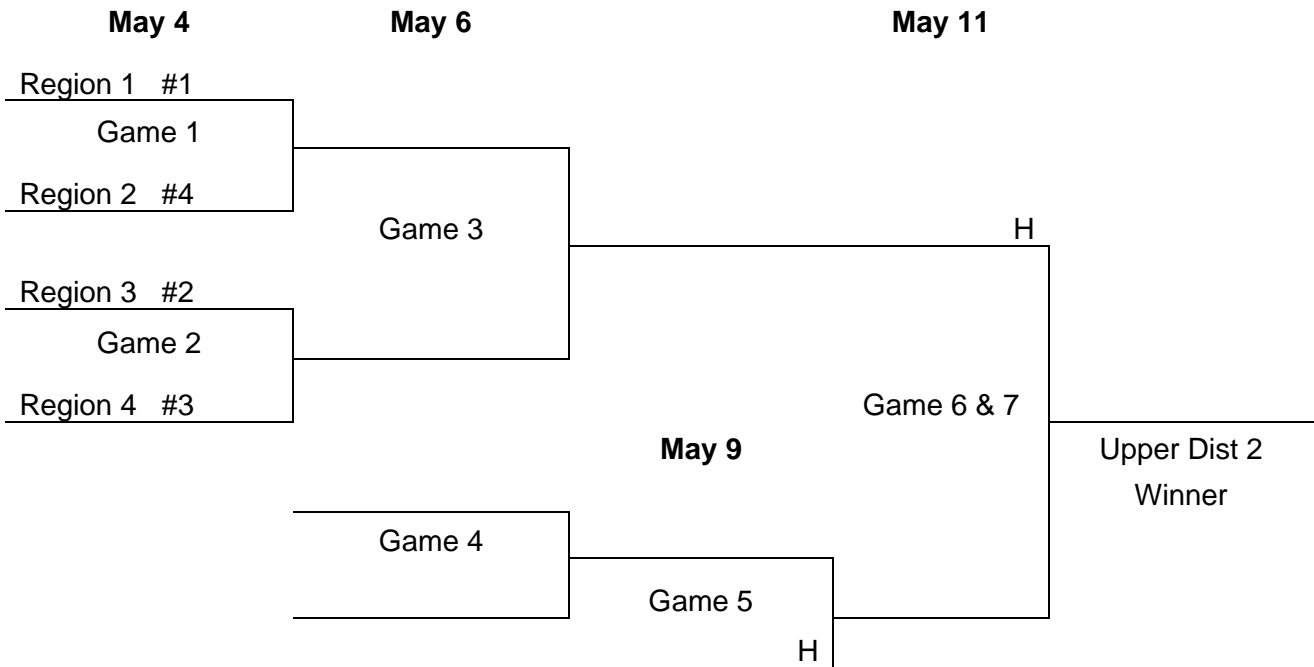 May 4 May 6 May 11
Region 1 #1
Game 1
Region 2 #4
Game 3 H
Region 3 #2
Game 2
Region 4 #3 Game 6 & 7
May 9 Upper Dist 2
Winner
Game 4
Game 5
H